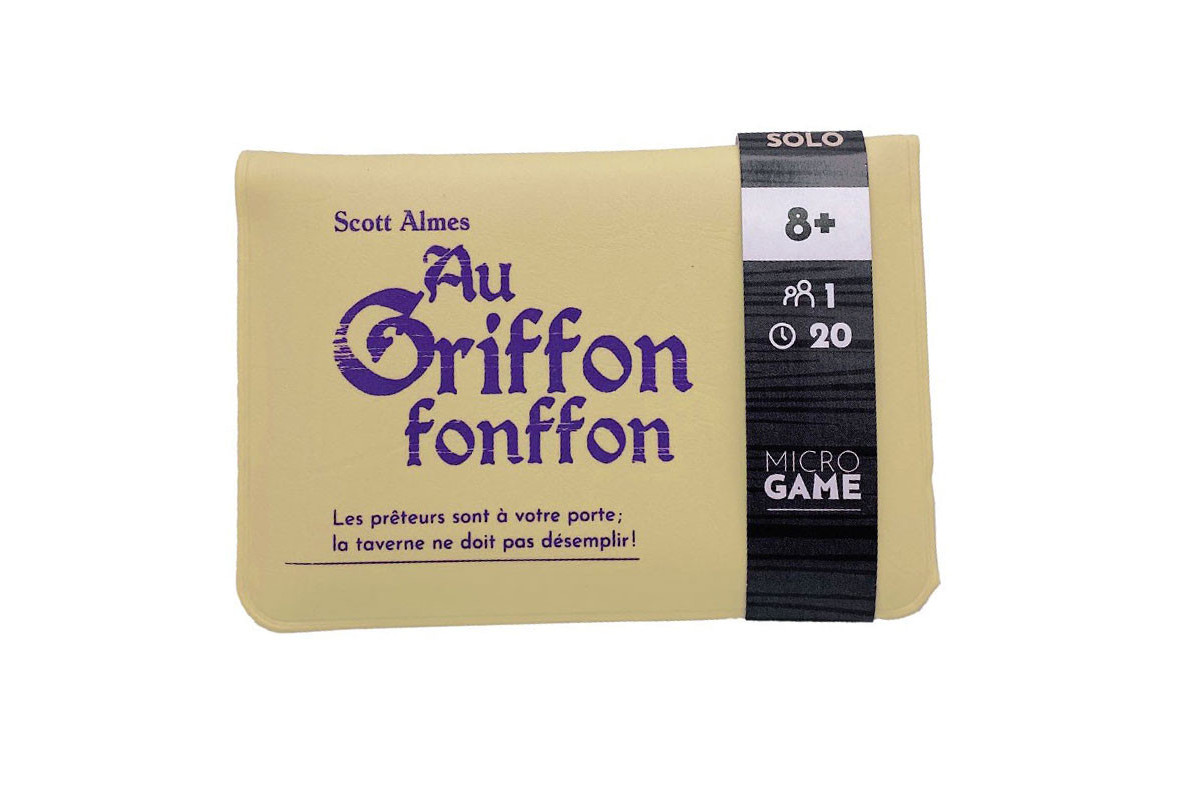 Scott Almes
Au
Griffon
fonffon
Les prêteurs sont à votre porte;
la taverne ne doit pas désemplir!
SOLO
8+
1
20
MICRO
GAME